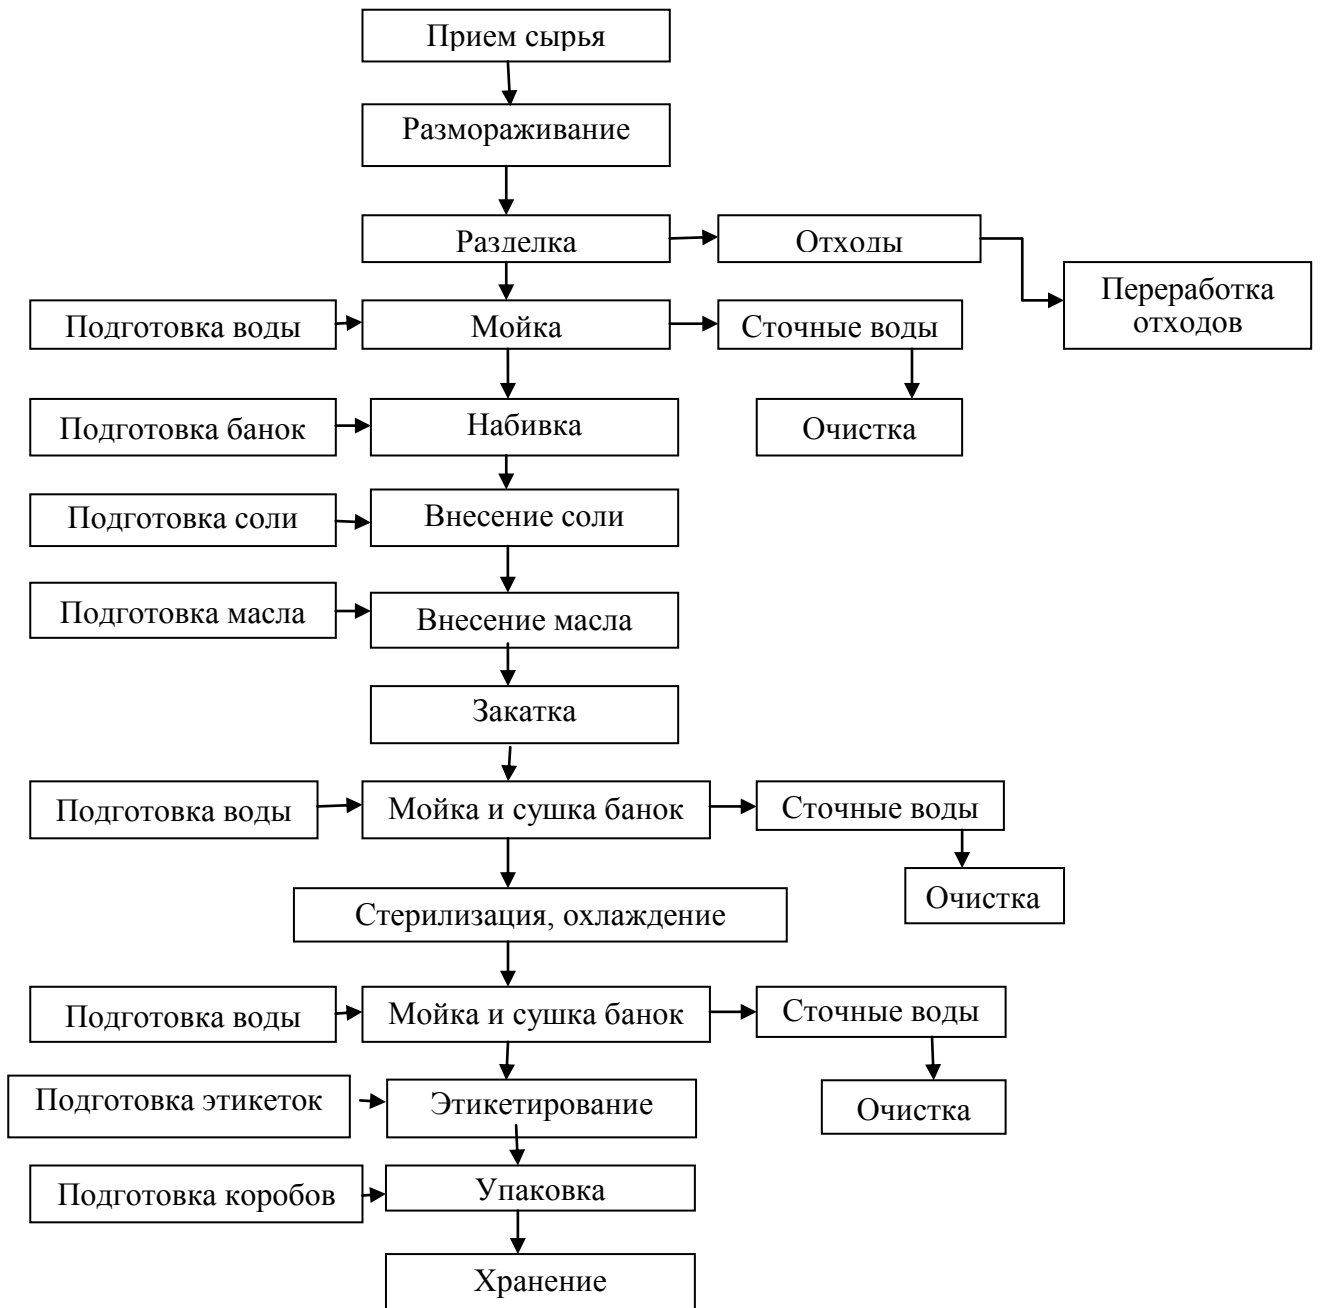 Прием сырья
Размораживание
Разделка
Отходы
Переработка
отходов
Подготовка воды
Мойка
Сточные воды
Подготовка банок
Набивка
Очистка
Подготовка соли
Внесение соли
Подготовка масла
Внесение масла
Закатка
Подготовка воды
Мойка и сушка банок
Сточные воды
Очистка
Стерилизация, охлаждение
Подготовка воды
Мойка и сушка банок
Сточные воды
Подготовка этикеток
Этикетирование
Очистка
Подготовка коробов
Упаковка
Хранение